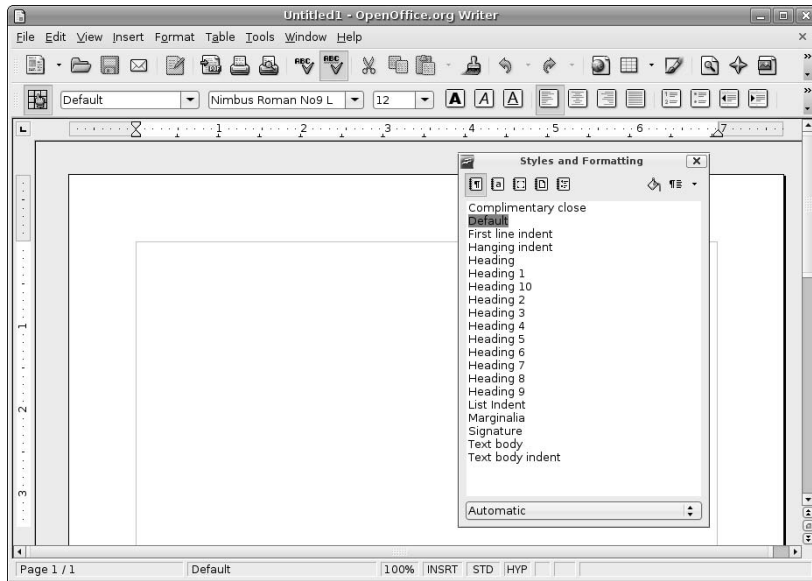 Untitled1 - OpenOffice.org Writer
File Edit View Insert Format Table Tools Window Help
ABC ABC
Default Nimbus Roman No9 L 12 A A A
1 2 3 4 5 6 7
Styles and Formatting
Complimentary close
Default
First line indent
Hanging indent
Heading
Heading 1
Heading 10
Heading 2
Heading 3
Heading 4
Heading 5
Heading 6
Heading 7
Heading 8
Heading 9
List Indent
Marginalia
Signature
Text body
Text body indent
Automatic
1
2
3
Page 1 / 1 Default 100% INSRT STD HYP